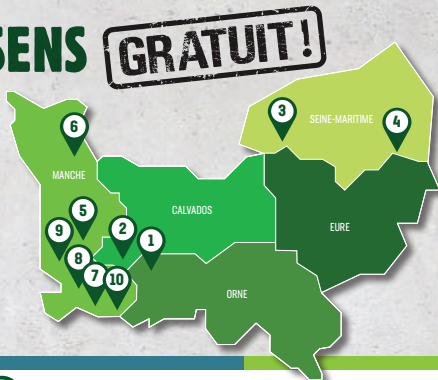 SENS GRATUIT!
3
SEINE-MARITIME
4
6
MANCHE
CALVADOS
5
EURE
9
2
1
8
7
10
ORNE